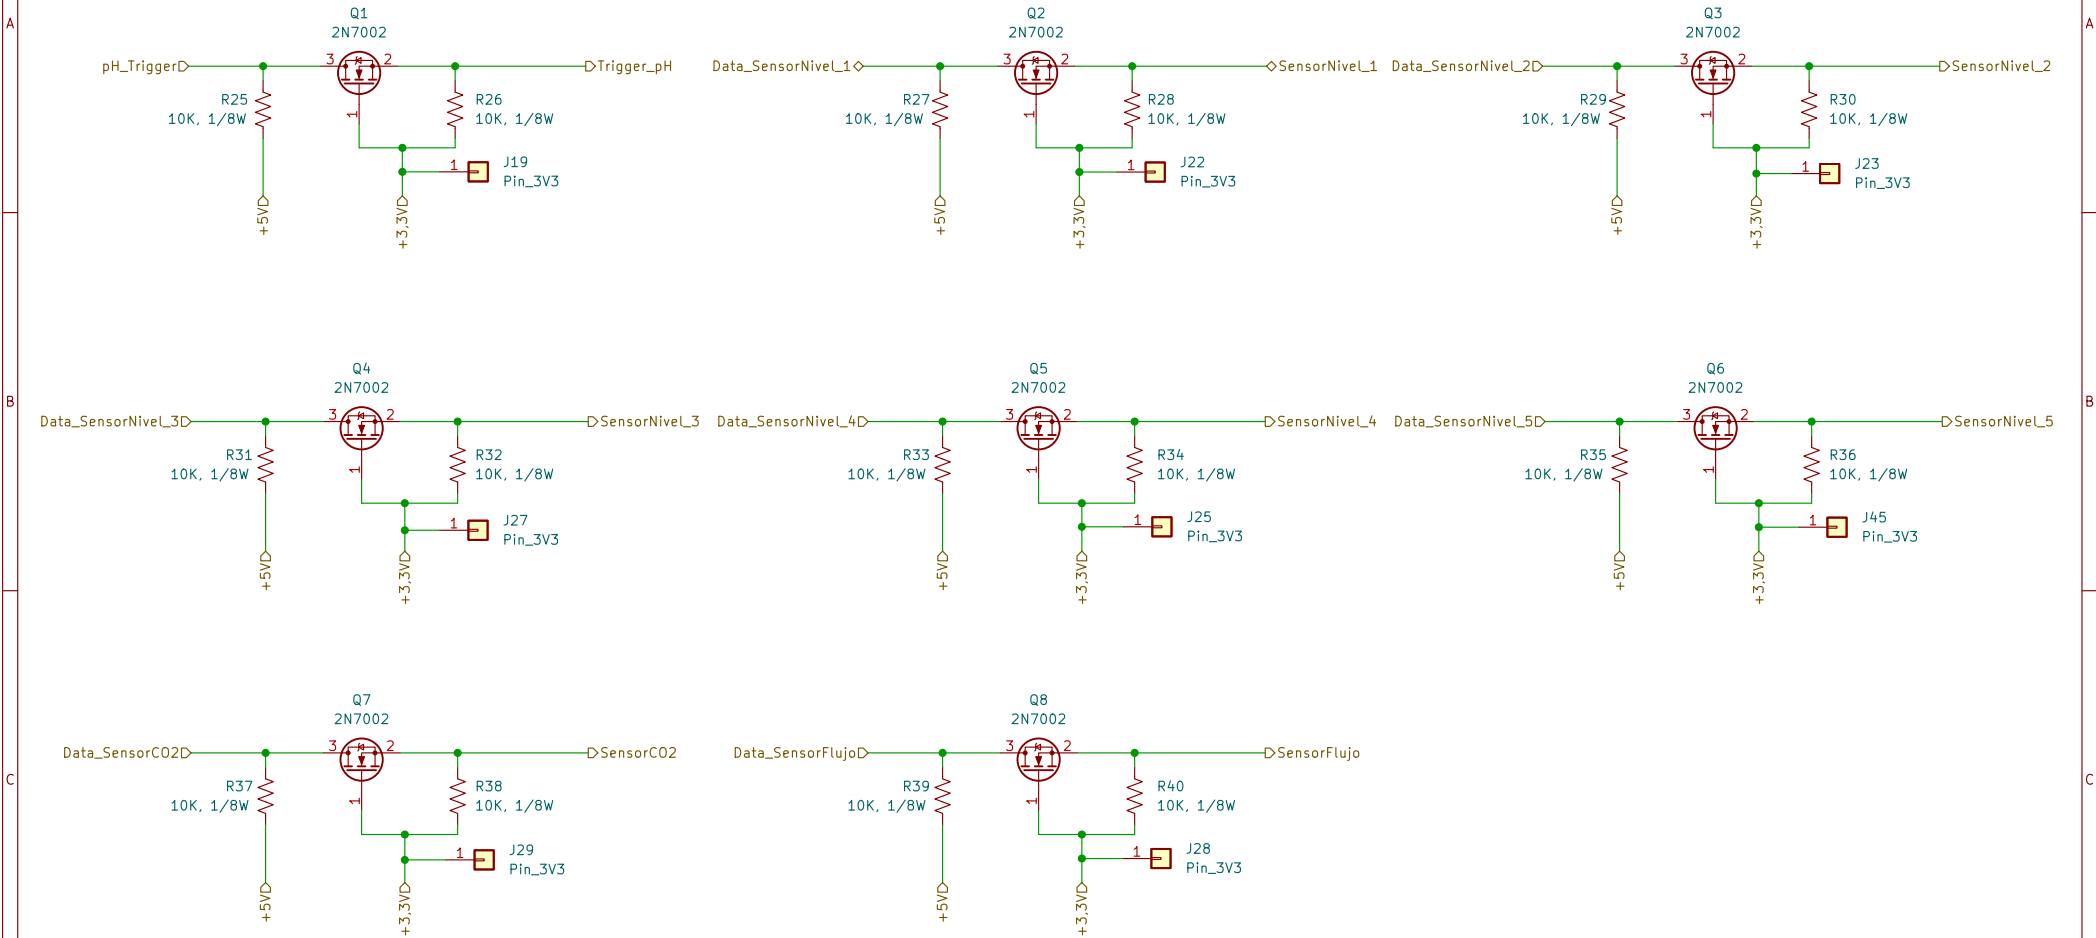 A
A
Q1
2N7002
pH_Trigger
3
2
Trigger_pH
R25
10K, 1/8W
1
R26
10K, 1/8W
1
J19
Pin_3V3
+5V
+3,3V
Q2
2N7002
Data_SensorNivel_1
3
2
SensorNivel_1
R27
10K, 1/8W
1
R28
10K, 1/8W
1
J22
Pin_3V3
+5V
+3,3V
Q3
2N7002
Data_SensorNivel_2
3
2
SensorNivel_2
R29
10K, 1/8W
1
R30
10K, 1/8W
1
J23
Pin_3V3
+5V
+3,3V
B
B
Q4
2N7002
Data_SensorNivel_3
3
2
SensorNivel_3
R31
10K, 1/8W
1
R32
10K, 1/8W
1
J27
Pin_3V3
+5V
+3,3V
Q5
2N7002
Data_SensorNivel_4
3
2
SensorNivel_4
R33
10K, 1/8W
1
R34
10K, 1/8W
1
J25
Pin_3V3
+5V
+3,3V
Q6
2N7002
Data_SensorNivel_5
3
2
SensorNivel_5
R35
10K, 1/8W
1
R36
10K, 1/8W
1
J45
Pin_3V3
+5V
+3,3V
C
C
Q7
2N7002
Data_SensorCO2
3
2
SensorCO2
R37
10K, 1/8W
1
R38
10K, 1/8W
1
J29
Pin_3V3
+5V
+3,3V
Q8
2N7002
Data_SensorFlujo
3
2
SensorFlujo
R39
10K, 1/8W
1
R40
10K, 1/8W
1
J28
Pin_3V3
+5V
+3,3V